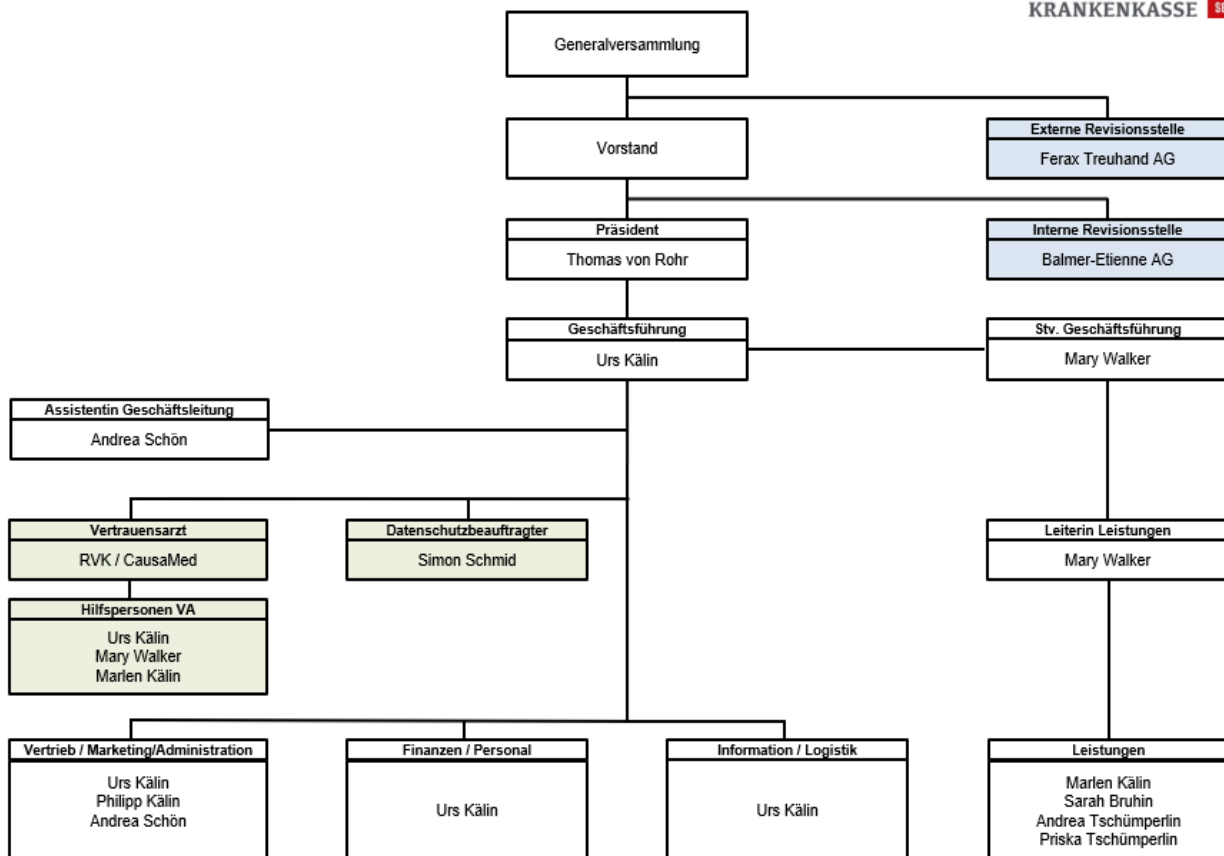 KRANKENKASSE
Generalversammlung
Vorstand
Externe Revisionsstelle
Ferax Treuhand AG
Präsident
Thomas von Rohr
Interne Revisionsstelle
Balmer-Etienne AG
Geschäftsführung
Urs Kälin
Stv. Geschäftsführung
Mary Walker
Assistentin Geschäftsleitung
Andrea Schön
Vertrauensarzt
RVK / CausaMed
Datenschutzbeauftragter
Simon Schmid
Leiterin Leistungen
Mary Walker
Hilfspersonen VA
Urs Kälin
Mary Walker
Marlen Kälin
Vertrieb / Marketing/Administration
Urs Kälin
Philipp Kälin
Andrea Schön
Finanzen / Personal
Urs Kälin
Information / Logistik
Urs Kälin
Leistungen
Marlen Kälin
Sarah Bruhin
Andrea Tschümperlin
Priska Tschümperlin